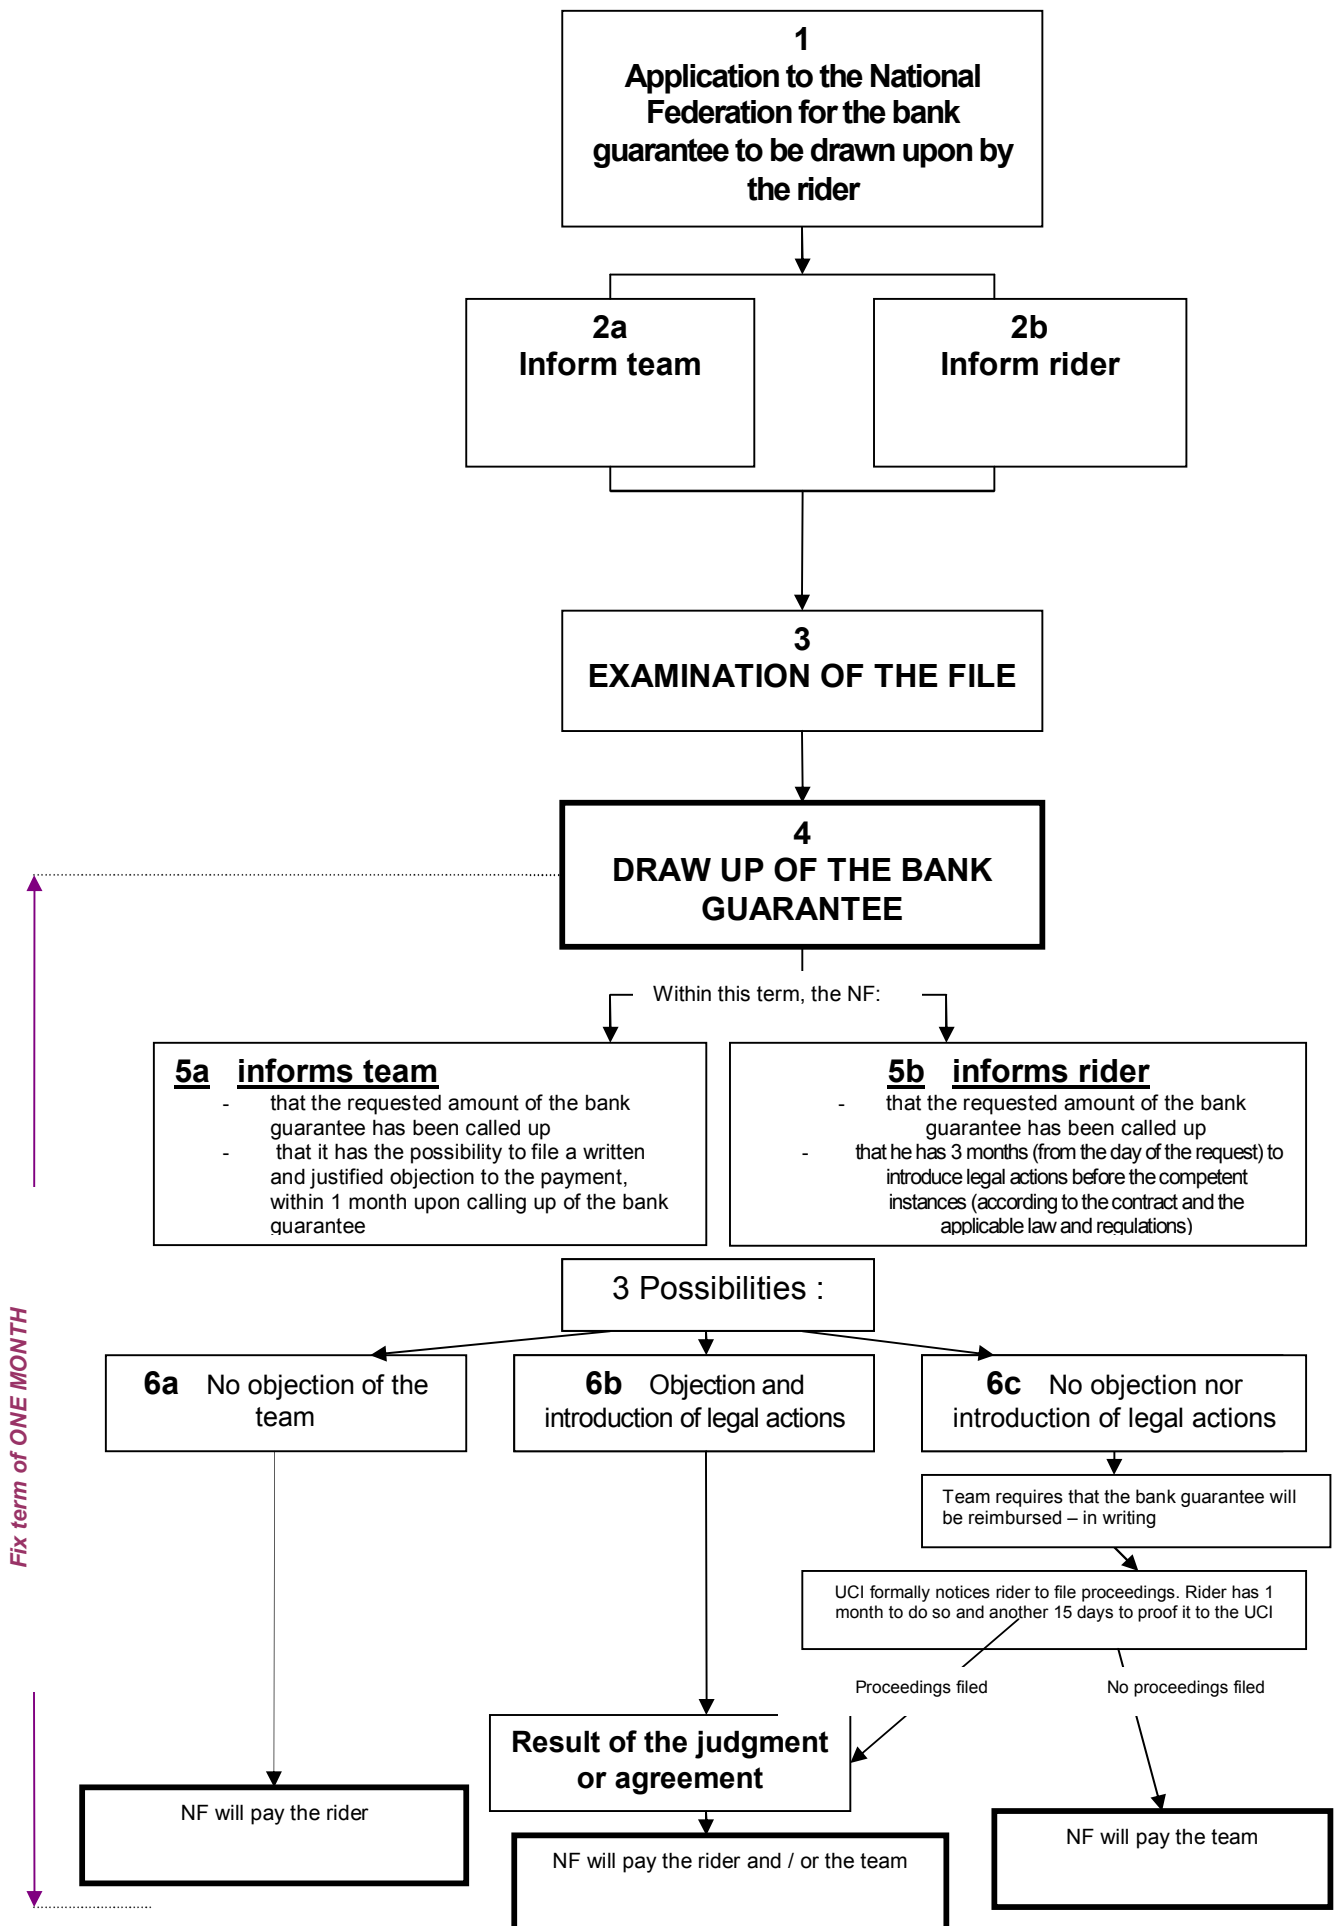 1
Application to the National
Federation for the bank
guarantee to be drawn upon by
the rider
2a
Inform team
2b
Inform rider
3
EXAMINATION OF THE FILE
4
DRAW UP OF THE BANK
GUARANTEE
Within this term, the NF:
5a informs team
- that the requested amount of the bank
guarantee has been called up
- that it has the possibility to file a written
and justified objection to the payment,
within 1 month upon calling up of the bank
guarantee
5b informs rider
- that the requested amount of the bank
guarantee has been called up
- that he has 3 months (from the day of the request) to
introduce legal actions before the competent
instances (according to the contract and the
applicable law and regulations)
3 Possibilities :
Fix term of ONE MONTH
6a No objection of the
team
6b Objection and
introduction of legal actions
6c No objection nor
introduction of legal actions
Team requires that the bank guarantee will
be reimbursed – in writing
UCI formally notices rider to file proceedings. Rider has 1
month to do so and another 15 days to proof it to the UCI
Proceedings filed
No proceedings filed
Result of the judgment
or agreement
NF will pay the rider
NF will pay the rider and / or the team
NF will pay the team